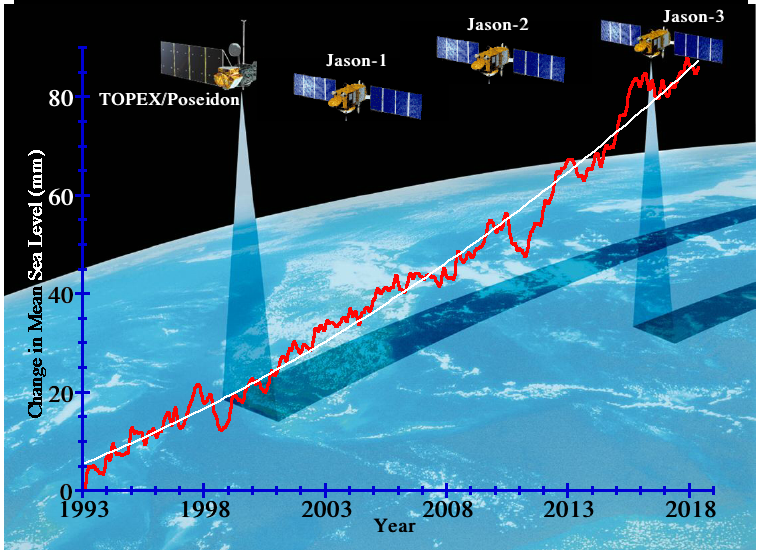 Jason-3
Jason-2
Jason-1
TOPEX/Poseidon
Change in Mean Sea Level (mm)
80
60
40
20
0
1993 1998 2003 2008 2013 2018
Year